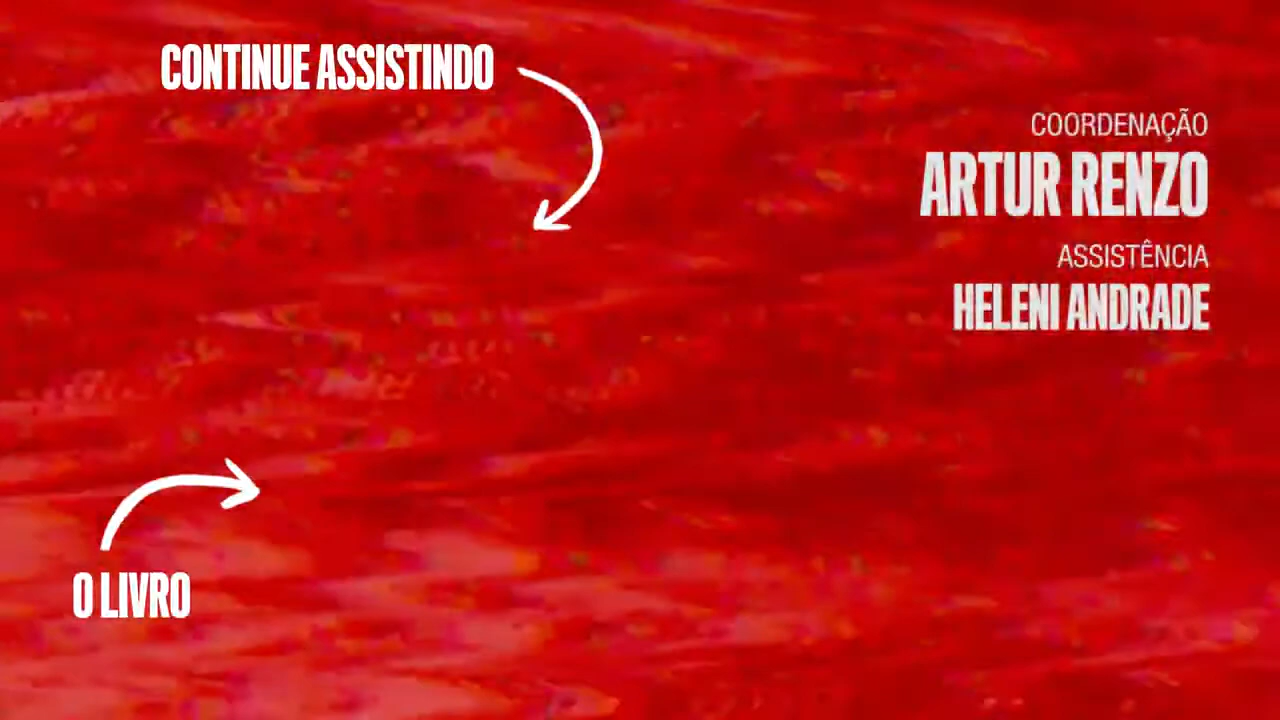 CONTINUE ASSISTINDO
COORDENAÇÃO
ARTUR RENZO
ASSISTÊNCIA
HELENI ANDRADE
O LIVRO